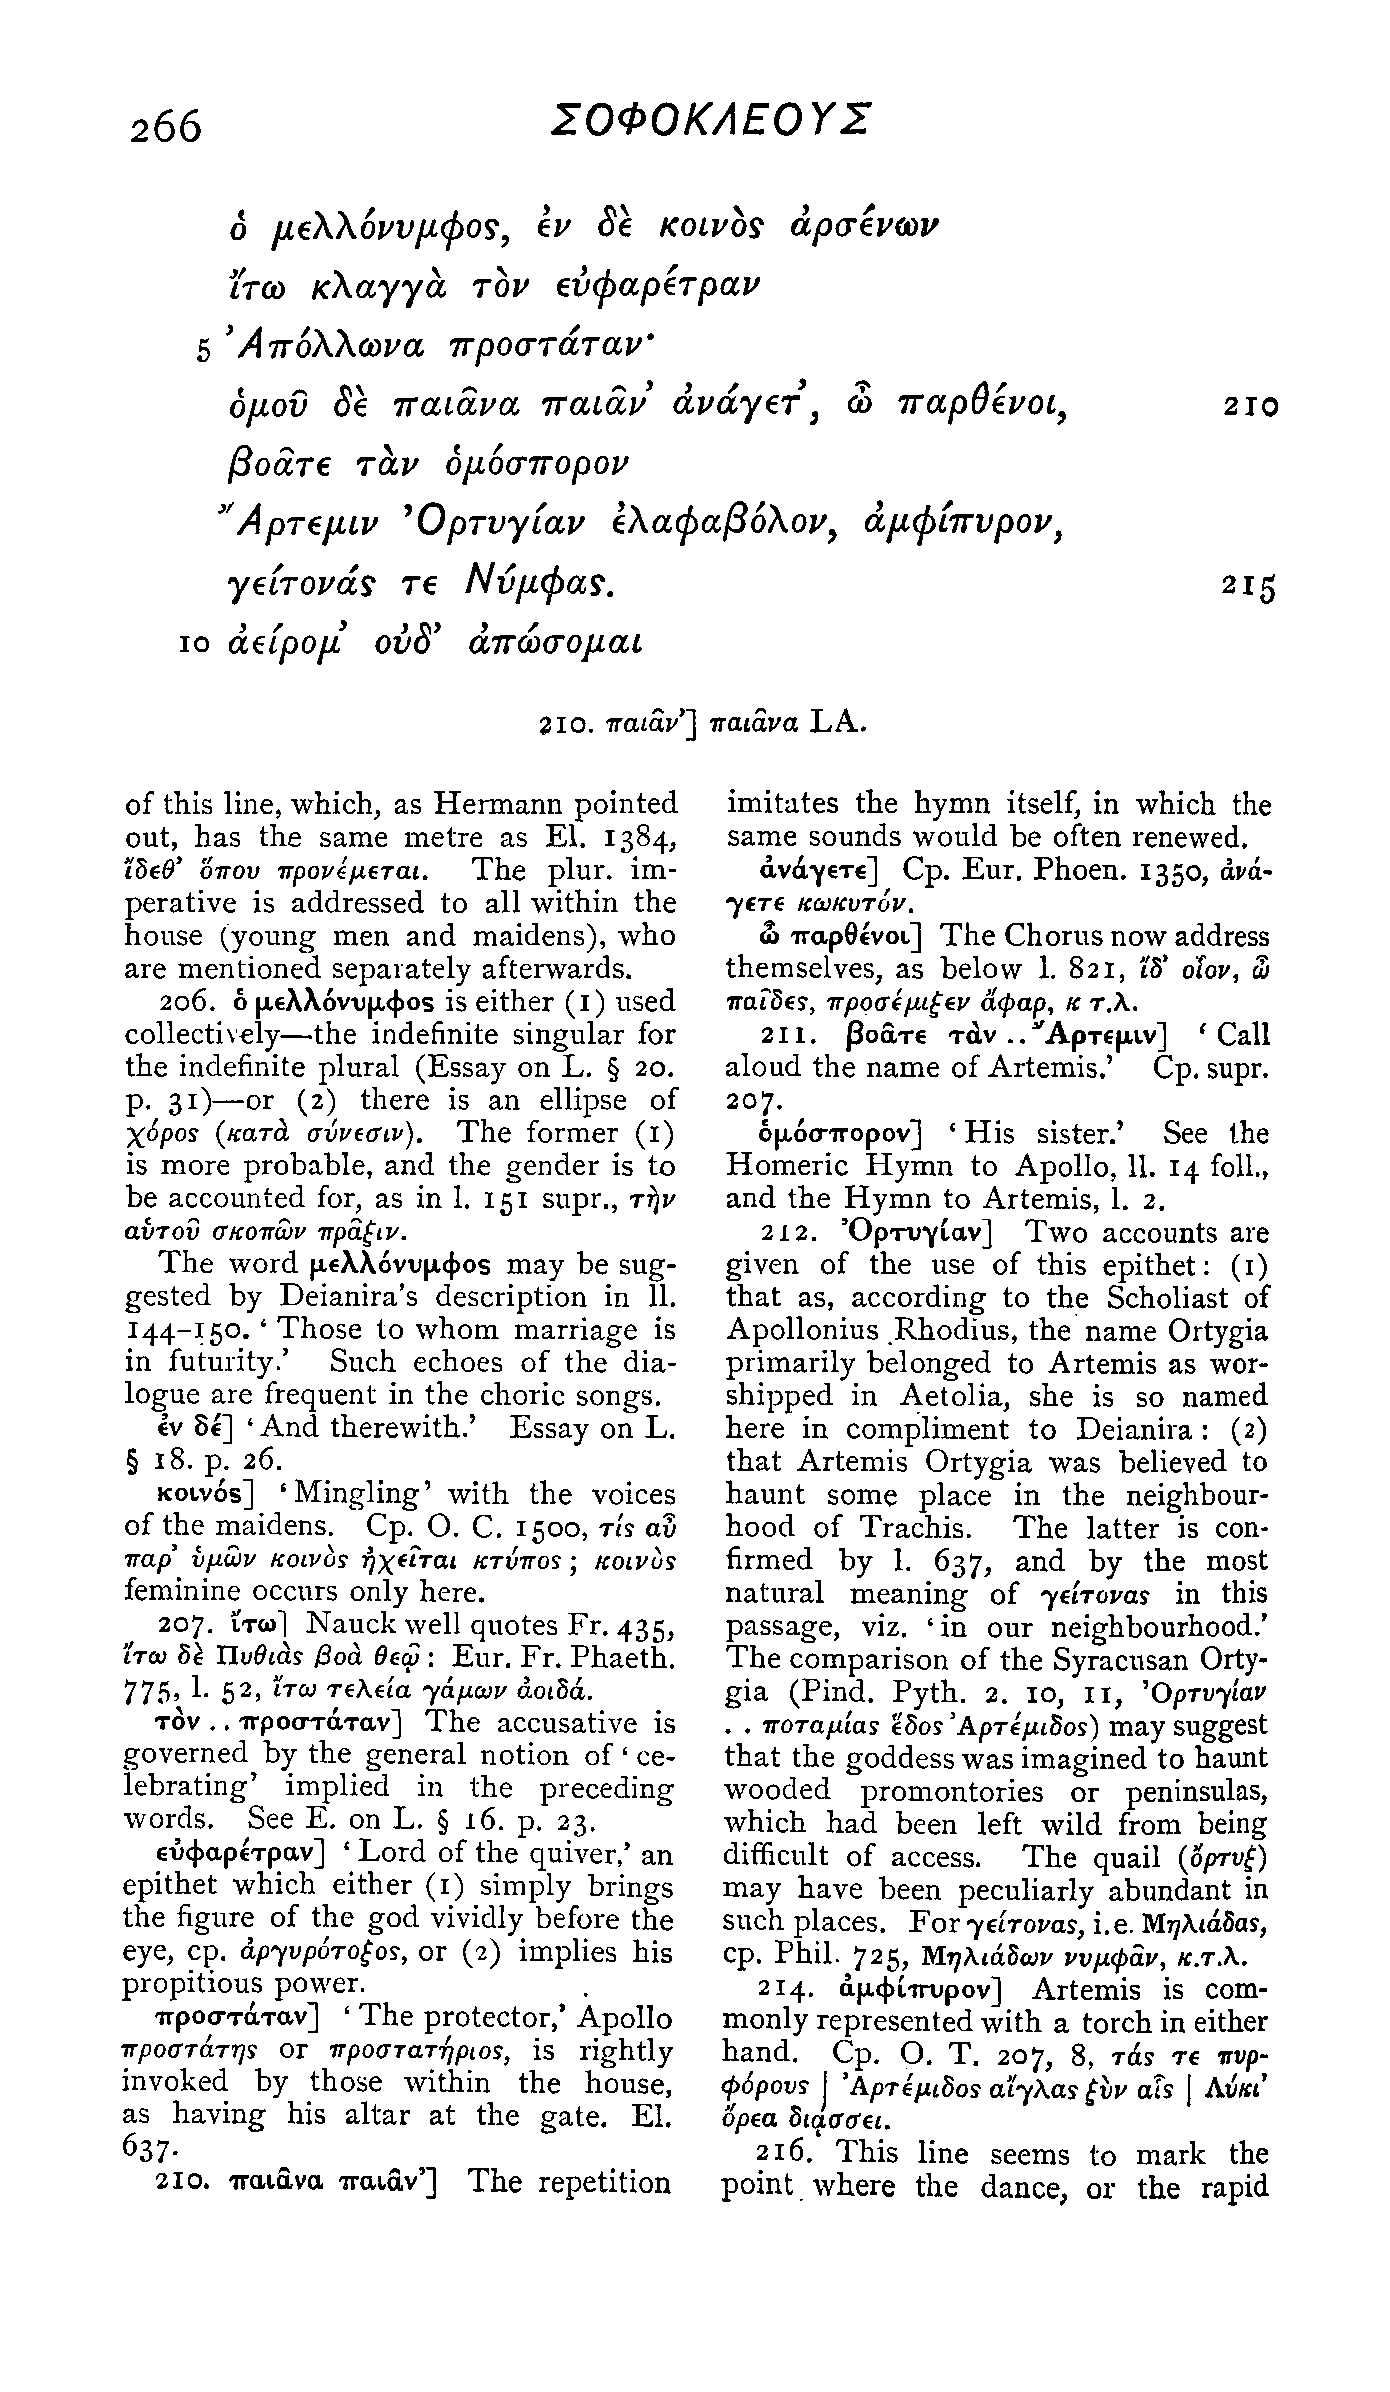 266 ΣΟΦΟΚΛΕΟΥΣ
ὁ μελλόνυμφος, ἐν δὲ κοινὸς ἀρσένων
ἴτω κλαγγὰ τὸν εὐφαρέτραν
5 Ἀπόλλωνα προστάταν·
ὁμοῦ δὲ παιᾶνα παιᾶν’ ἀνάγετ’, ὦ παρθένοι, 210
βοᾶτε τὰν ὁμόσπορον
Ἄρτεμιν Ὀρτυγίαν ἐλαφαβόλον, ἀμφίπυρον,
γείτονάς τε Νύμφας. 215
10 ἀείρομ’ οὐδ’ ἀπώσομαι
210. παιᾶν’] παιᾶνα LA.
of this line, which, as Hermann pointed
out, has the same metre as El. 1384,
ἴδεθ’ ὅπου προνέμεται. The plur. im-
perative is addressed to all within the
house (young men and maidens), who
are mentioned separately afterwards.
206. ὁ μελλόνυμφος is either (1) used
collectively—the indefinite singular for
the indefinite plural (Essay on L. § 20.
p. 31)—or (2) there is an ellipse of
χόρος (κατὰ σύνεσιν). The former (1)
is more probable, and the gender is to
be accounted for, as in l. 151 supr., τὴν
αὑτοῦ σκοπῶν πρᾶξιν.
The word μελλόνυμφος may be sug-
gested by Deianira’s description in ll.
144-150. ‘Those to whom marriage is
in futurity.’ Such echoes of the dia-
logue are frequent in the choric songs.
ἐν δέ] ‘And therewith.’ Essay on L.
§ 18. p. 26.
κοινός] ‘Mingling’ with the voices
of the maidens. Cp. O. C. 1500, τίς αὖ
παρ’ ὑμῶν κοινὸς ἠχεῖται κτύπος; κοινὸς
feminine occurs only here.
207. ἴτω] Nauck well quotes Fr. 435,
ἴτω δὲ Πυθιὰς βοὰ θεῷ: Eur. Fr. Phaeth.
775, l. 52, ἴτω τελεία γάμων ἀοιδά.
τὸν .. προστάταν] The accusative is
governed by the general notion of ‘ce-
lebrating’ implied in the preceding
words. See E. on L. § 16. p. 23.
εὐφαρέτραν] ‘Lord of the quiver,’ an
epithet which either (1) simply brings
the figure of the god vividly before the
eye, cp. ἀργυρότοξος, or (2) implies his
propitious power.
προστάταν] ‘The protector,’ Apollo
προστάτης or προστατήριος, is rightly
invoked by those within the house,
as having his altar at the gate. El.
637.
210. παιᾶνα παιᾶν’] The repetition
imitates the hymn itself, in which the
same sounds would be often renewed.
ἀνάγετε] Cp. Eur. Phoen. 1350, ἀνά-
γετε κωκυτόν.
ὦ παρθένοι] The Chorus now address
themselves, as below l. 821, ἴδ’ οἷον, ὦ
παῖδες, προσέμιξεν ἄφαρ, κ τ.λ.
211. βοᾶτε τὰν .. Ἄρτεμιν] ‘Call
aloud the name of Artemis.’ Cp. supr.
207.
ὁμόσπορον] ‘His sister.’ See the
Homeric Hymn to Apollo, ll. 14 foll.,
and the Hymn to Artemis, l. 2.
212. Ὀρτυγίαν] Two accounts are
given of the use of this epithet: (1)
that as, according to the Scholiast of
Apollonius Rhodius, the name Ortygia
primarily belonged to Artemis as wor-
shipped in Aetolia, she is so named
here in compliment to Deianira: (2)
that Artemis Ortygia was believed to
haunt some place in the neighbour-
hood of Trachis. The latter is con-
firmed by l. 637, and by the most
natural meaning of γείτονας in this
passage, viz. ‘in our neighbourhood.’
The comparison of the Syracusan Orty-
gia (Pind. Pyth. 2. 10, 11, Ὀρτυγίαν
.. ποταμίας ἕδος Ἀρτέμιδος) may suggest
that the goddess was imagined to haunt
wooded promontories or peninsulas,
which had been left wild from being
difficult of access. The quail (ὄρτυξ)
may have been peculiarly abundant in
such places. For γείτονας, i.e. Μηλιάδας,
cp. Phil. 725, Μηλιάδων νυμφᾶν, κ.τ.λ.
214. ἀμφίπυρον] Artemis is com-
monly represented with a torch in either
hand. Cp. O. T. 207, 8, τάς τε πυρ-
φόρους | Ἀρτέμιδος αἴγλας ξὺν αἷς | Λύκι’
ὄρεα διᾴσσει.
216. This line seems to mark the
point where the dance, or the rapid